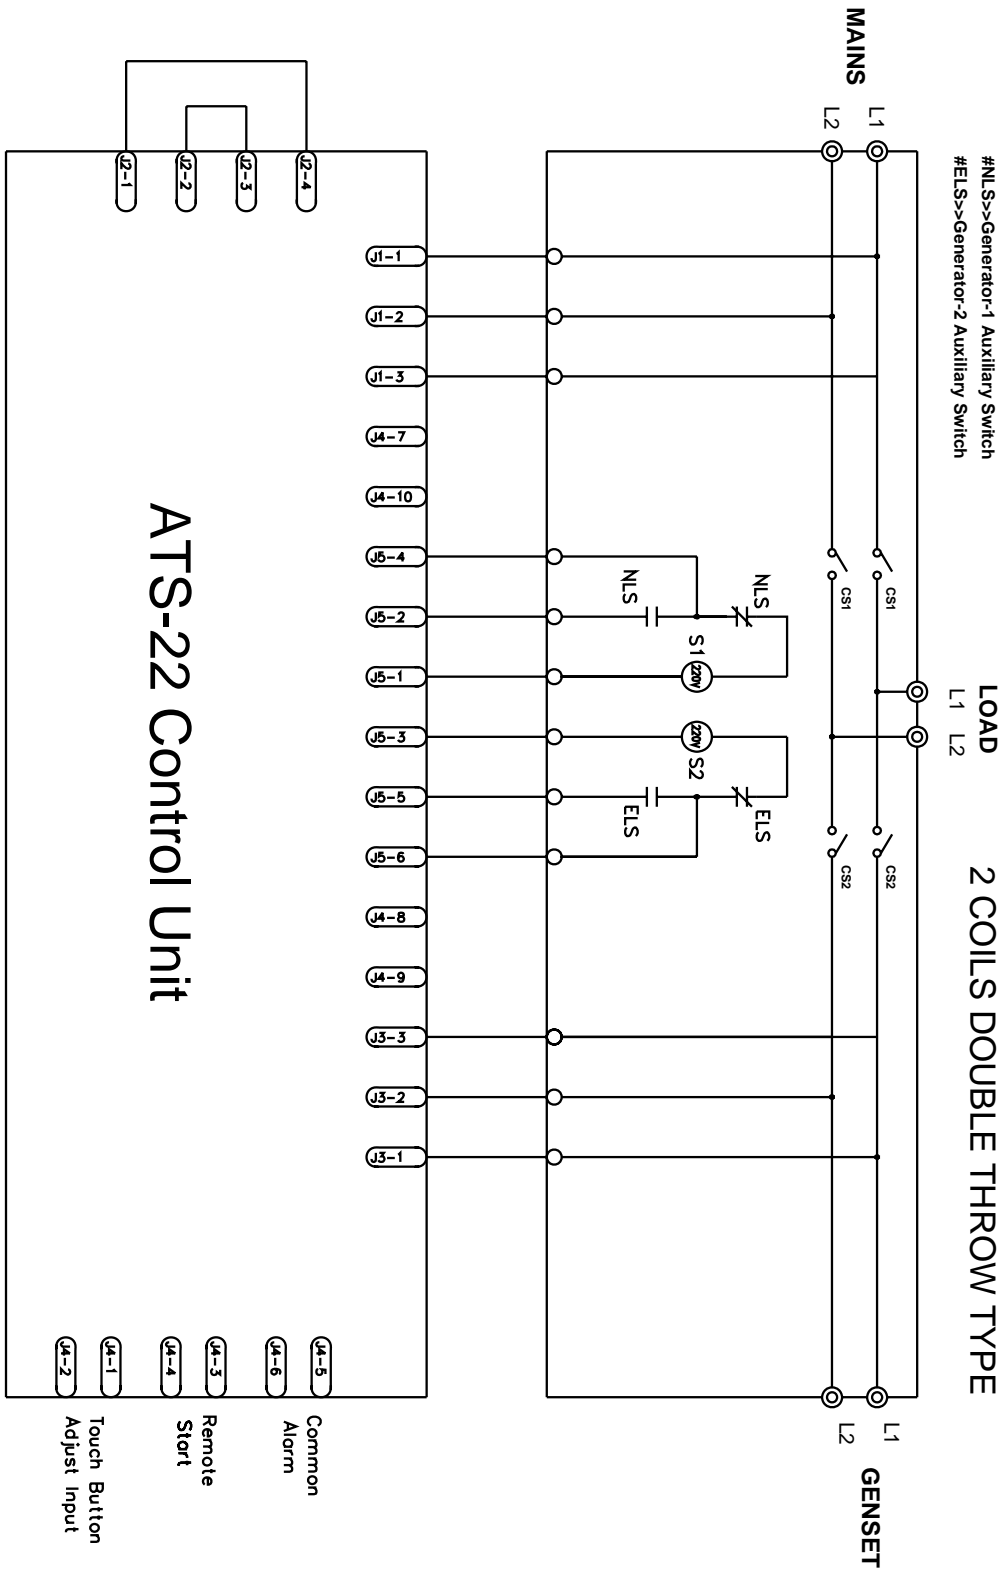 2 COILS DOUBLE THROW TYPE
#NLS>>Generator-1 Auxiliary Switch
#ELS>>Generator-2 Auxiliary Switch
LOAD
L1 L2
MAINS
L1
L2
GENSET
L1
L2
CS1
CS1
CS2
CS2
NLS
NLS
S1
220V
S2
220V
ELS
ELS
J1-1
J1-2
J1-3
J4-7
J4-10
J5-4
J5-2
J5-1
J5-3
J5-5
J5-6
J4-8
J4-9
J3-3
J3-2
J3-1
J2-4
J2-3
J2-2
J2-1
ATS-22 Control Unit
J4-5
J4-6
J4-3
J4-4
J4-1
J4-2
Common
Alarm
Remote
Start
Touch Button
Adjust Input